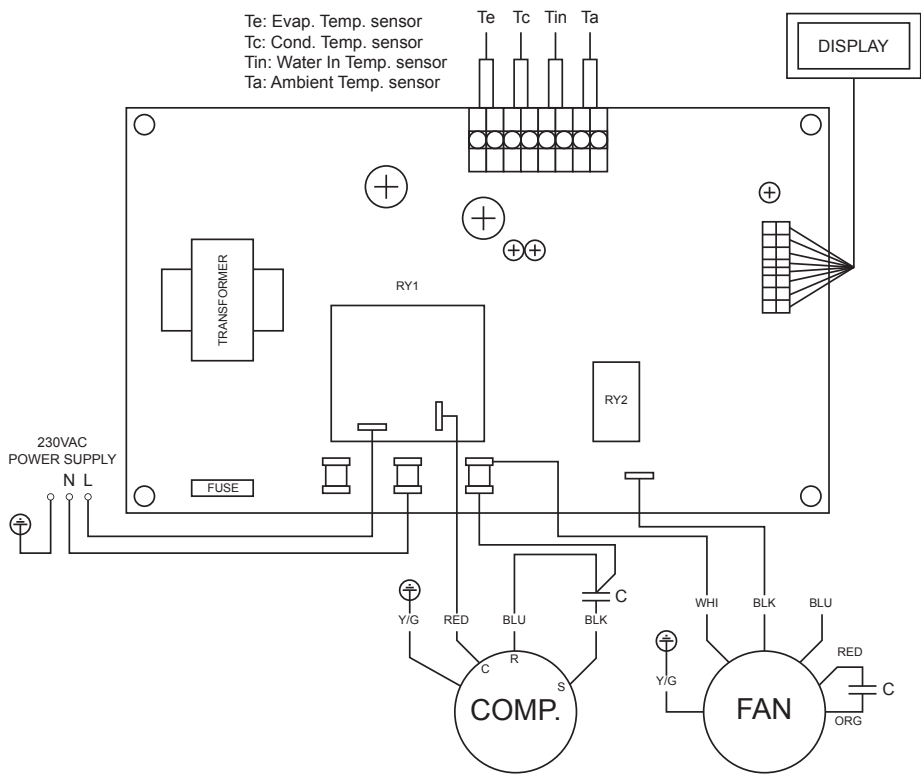 Te: Evap. Temp. sensor
Tc: Cond. Temp. sensor
Tin: Water In Temp. sensor
Ta: Ambient Temp. sensor
Te Tc Tin Ta
DISPLAY
TRANSFORMER
RY1
RY2
230VAC
POWER SUPPLY
N L
FUSE
Y/G RED BLU BLK
C
C R S
COMP.
WHI BLK BLU
RED
Y/G
C
ORG
FAN